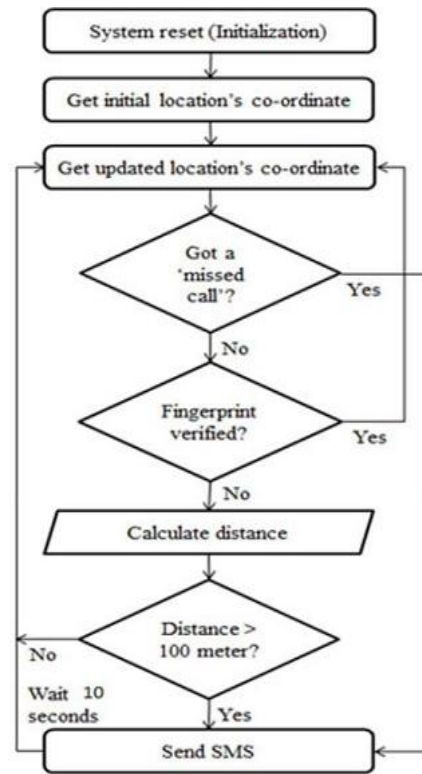 System reset (Initialization)
Get initial location's co-ordinate
Get updated location's co-ordinate
Got a
'missed
call'?
Yes
No
Fingerprint
verified?
Yes
No
Calculate distance
Distance >
100 meter?
No
Wait 10
seconds
Yes
Send SMS